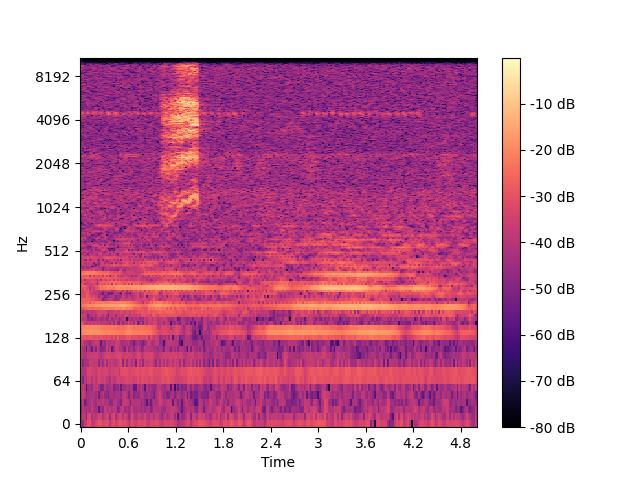 8192
4096
2048
1024
512
256
128
64
0
Hz
0 0.6 1.2 1.8 2.4 3 3.6 4.2 4.8
Time
-10 dB
-20 dB
-30 dB
-40 dB
-50 dB
-60 dB
-70 dB
-80 dB